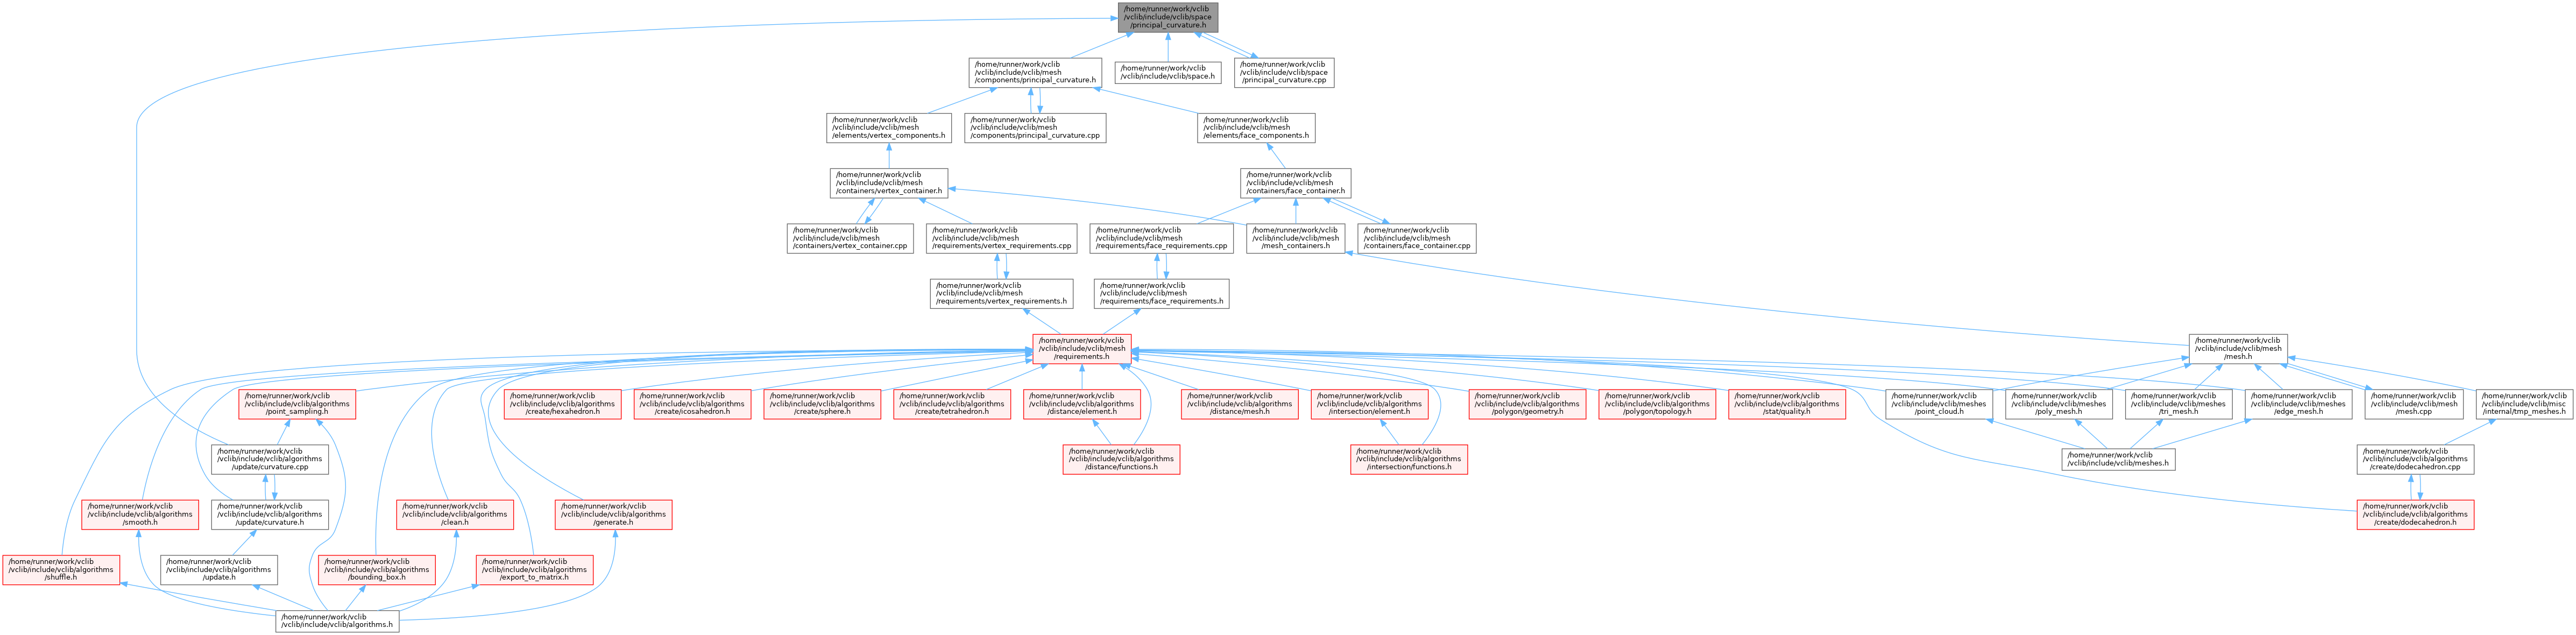 /home/runner/work/vclib
/vclib/include/vclib/space
/principal_curvature.h
/home/runner/work/vclib
/vclib/include/vclib/mesh
/components/principal_curvature.h
/home/runner/work/vclib
/vclib/include/vclib/space.h
/home/runner/work/vclib
/vclib/include/vclib/space
/principal_curvature.cpp
/home/runner/work/vclib
/vclib/include/vclib/mesh
/elements/vertex_components.h
/home/runner/work/vclib
/vclib/include/vclib/mesh
/components/principal_curvature.cpp
/home/runner/work/vclib
/vclib/include/vclib/mesh
/elements/face_components.h
/home/runner/work/vclib
/vclib/include/vclib/mesh
/containers/vertex_container.h
/home/runner/work/vclib
/vclib/include/vclib/mesh
/containers/face_container.h
/home/runner/work/vclib
/vclib/include/vclib/mesh
/containers/vertex_container.cpp
/home/runner/work/vclib
/vclib/include/vclib/mesh
/requirements/vertex_requirements.cpp
/home/runner/work/vclib
/vclib/include/vclib/mesh
/requirements/face_requirements.cpp
/home/runner/work/vclib
/vclib/include/vclib/mesh
/mesh_containers.h
/home/runner/work/vclib
/vclib/include/vclib/mesh
/containers/face_container.cpp
/home/runner/work/vclib
/vclib/include/vclib/mesh
/requirements/vertex_requirements.h
/home/runner/work/vclib
/vclib/include/vclib/mesh
/requirements/face_requirements.h
/home/runner/work/vclib
/vclib/include/vclib/mesh
/requirements.h
/home/runner/work/vclib
/vclib/include/vclib/mesh
/mesh.h
/home/runner/work/vclib
/vclib/include/vclib/algorithms
/point_sampling.h
/home/runner/work/vclib
/vclib/include/vclib/algorithms
/create/hexahedron.h
/home/runner/work/vclib
/vclib/include/vclib/algorithms
/create/icosahedron.h
/home/runner/work/vclib
/vclib/include/vclib/algorithms
/create/sphere.h
/home/runner/work/vclib
/vclib/include/vclib/algorithms
/create/tetrahedron.h
/home/runner/work/vclib
/vclib/include/vclib/algorithms
/distance/element.h
/home/runner/work/vclib
/vclib/include/vclib/algorithms
/distance/mesh.h
/home/runner/work/vclib
/vclib/include/vclib/algorithms
/intersection/element.h
/home/runner/work/vclib
/vclib/include/vclib/algorithms
/polygon/geometry.h
/home/runner/work/vclib
/vclib/include/vclib/algorithms
/polygon/topology.h
/home/runner/work/vclib
/vclib/include/vclib/algorithms
/stat/quality.h
/home/runner/work/vclib
/vclib/include/vclib/meshes
/point_cloud.h
/home/runner/work/vclib
/vclib/include/vclib/meshes
/poly_mesh.h
/home/runner/work/vclib
/vclib/include/vclib/meshes
/tri_mesh.h
/home/runner/work/vclib
/vclib/include/vclib/meshes
/edge_mesh.h
/home/runner/work/vclib
/vclib/include/vclib/mesh
/mesh.cpp
/home/runner/work/vclib
/vclib/include/vclib/misc
/internal/tmp_meshes.h
/home/runner/work/vclib
/vclib/include/vclib/algorithms
/update/curvature.cpp
/home/runner/work/vclib
/vclib/include/vclib/algorithms
/distance/functions.h
/home/runner/work/vclib
/vclib/include/vclib/algorithms
/intersection/functions.h
/home/runner/work/vclib
/vclib/include/vclib/meshes.h
/home/runner/work/vclib
/vclib/include/vclib/algorithms
/create/dodecahedron.cpp
/home/runner/work/vclib
/vclib/include/vclib/algorithms
/smooth.h
/home/runner/work/vclib
/vclib/include/vclib/algorithms
/update/curvature.h
/home/runner/work/vclib
/vclib/include/vclib/algorithms
/clean.h
/home/runner/work/vclib
/vclib/include/vclib/algorithms
/generate.h
/home/runner/work/vclib
/vclib/include/vclib/algorithms
/create/dodecahedron.h
/home/runner/work/vclib
/vclib/include/vclib/algorithms
/shuffle.h
/home/runner/work/vclib
/vclib/include/vclib/algorithms
/update.h
/home/runner/work/vclib
/vclib/include/vclib/algorithms
/bounding_box.h
/home/runner/work/vclib
/vclib/include/vclib/algorithms
/export_to_matrix.h
/home/runner/work/vclib
/vclib/include/vclib/algorithms.h